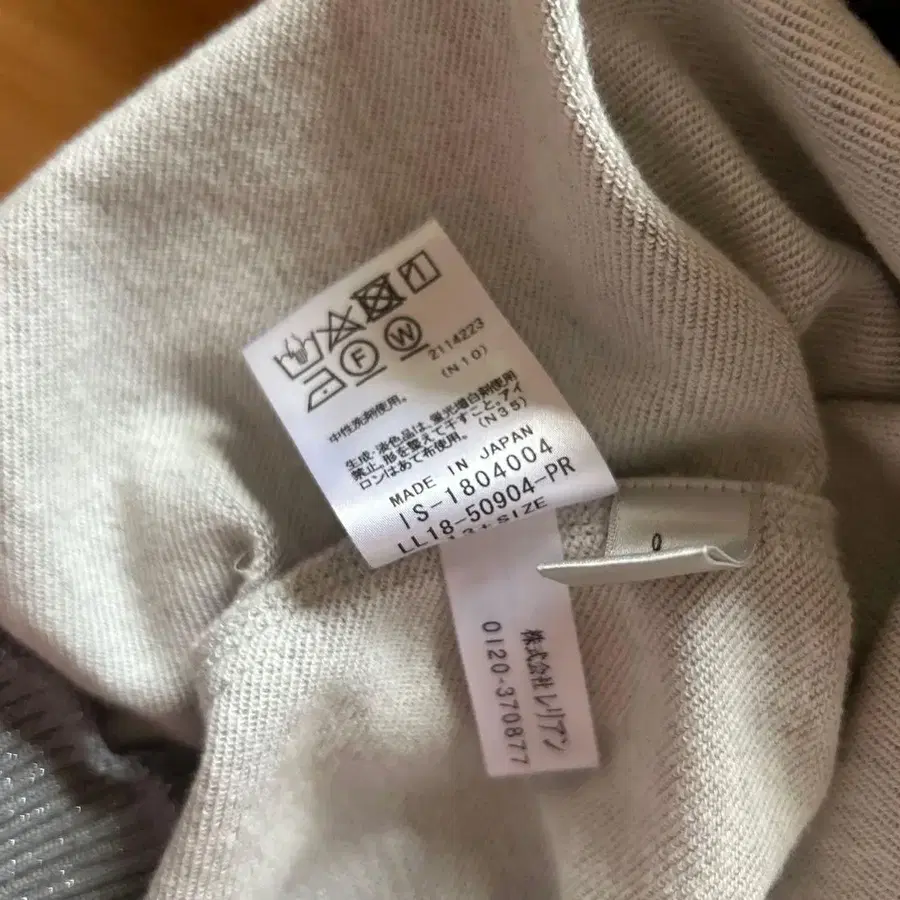 F
W
2114223
(N10)
中性洗剤使用。
生成・淡色品は、蛍光増白剤使用
禁止。形を整えて干すこと。アイ
ロンはあて布使用。 (N35)
MADE IN JAPAN
IS-1804004
LL18-50904-PR
13+SIZE
0
株式会社レリアン
0120-370877